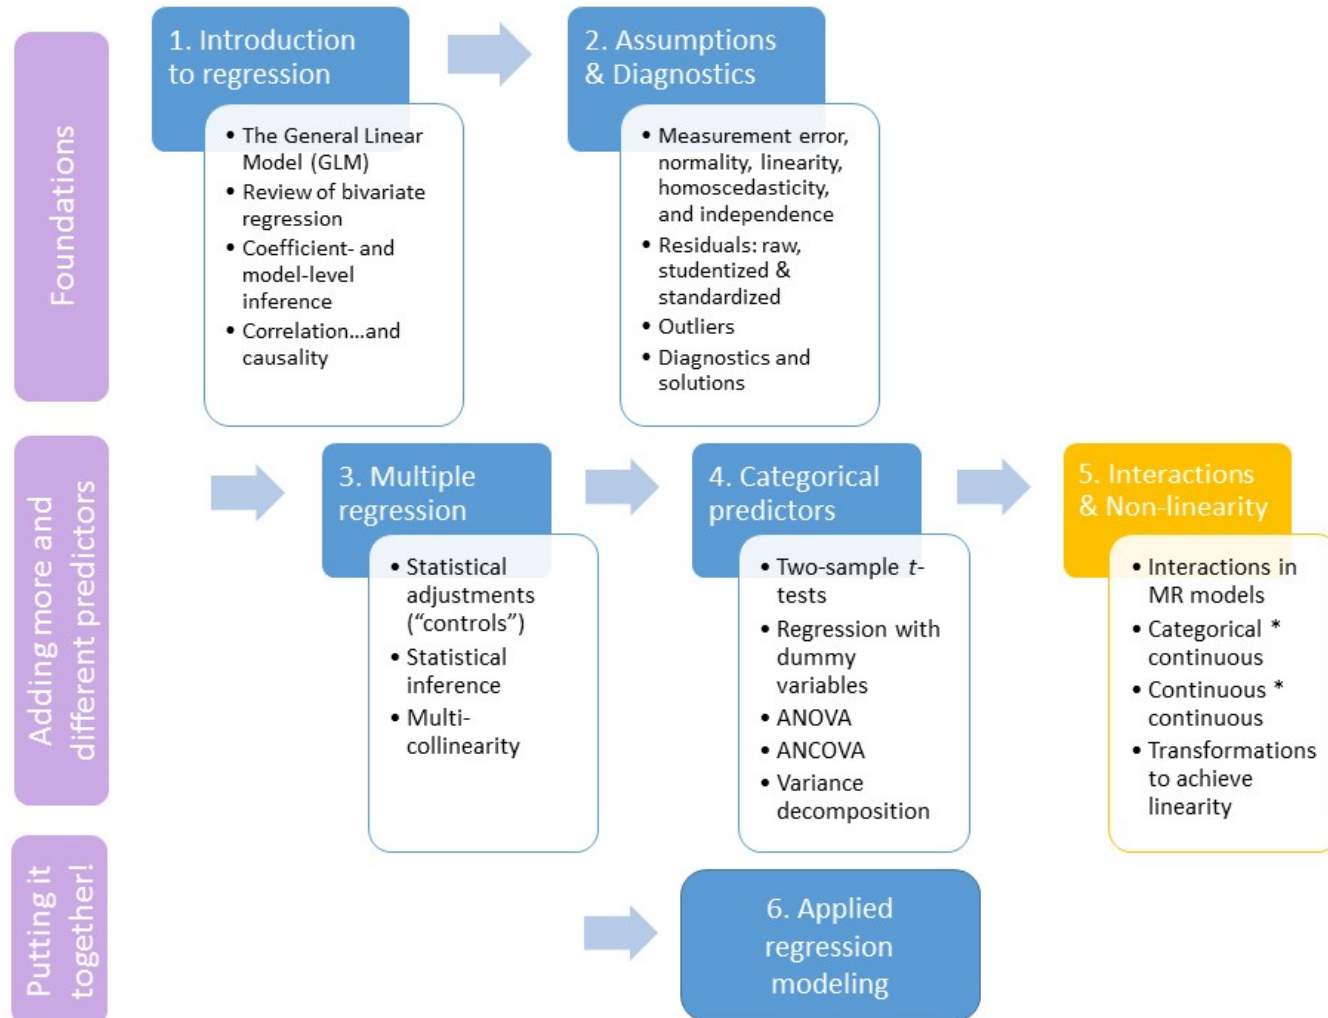 Foundations
1. Introduction
to regression
• The General Linear
Model (GLM)
• Review of bivariate
regression
• Coefficient- and
model-level
inference
• Correlation...and
causality
2. Assumptions
& Diagnostics
• Measurement error,
normality, linearity,
homoscedasticity,
and independence
• Residuals: raw,
studentized &
standardized
• Outliers
• Diagnostics and
solutions
Adding more and
different predictors
3. Multiple
regression
• Statistical
adjustments
(“controls”)
• Statistical
inference
• Multi-
collinearity
4. Categorical
predictors
• Two-sample t-
tests
• Regression with
dummy
variables
• ANOVA
• ANCOVA
• Variance
decomposition
5. Interactions
& Non-linearity
• Interactions in
MR models
• Categorical *
continuous
• Continuous *
continuous
• Transformations
to achieve
linearity
Putting it
together!
6. Applied
regression
modeling